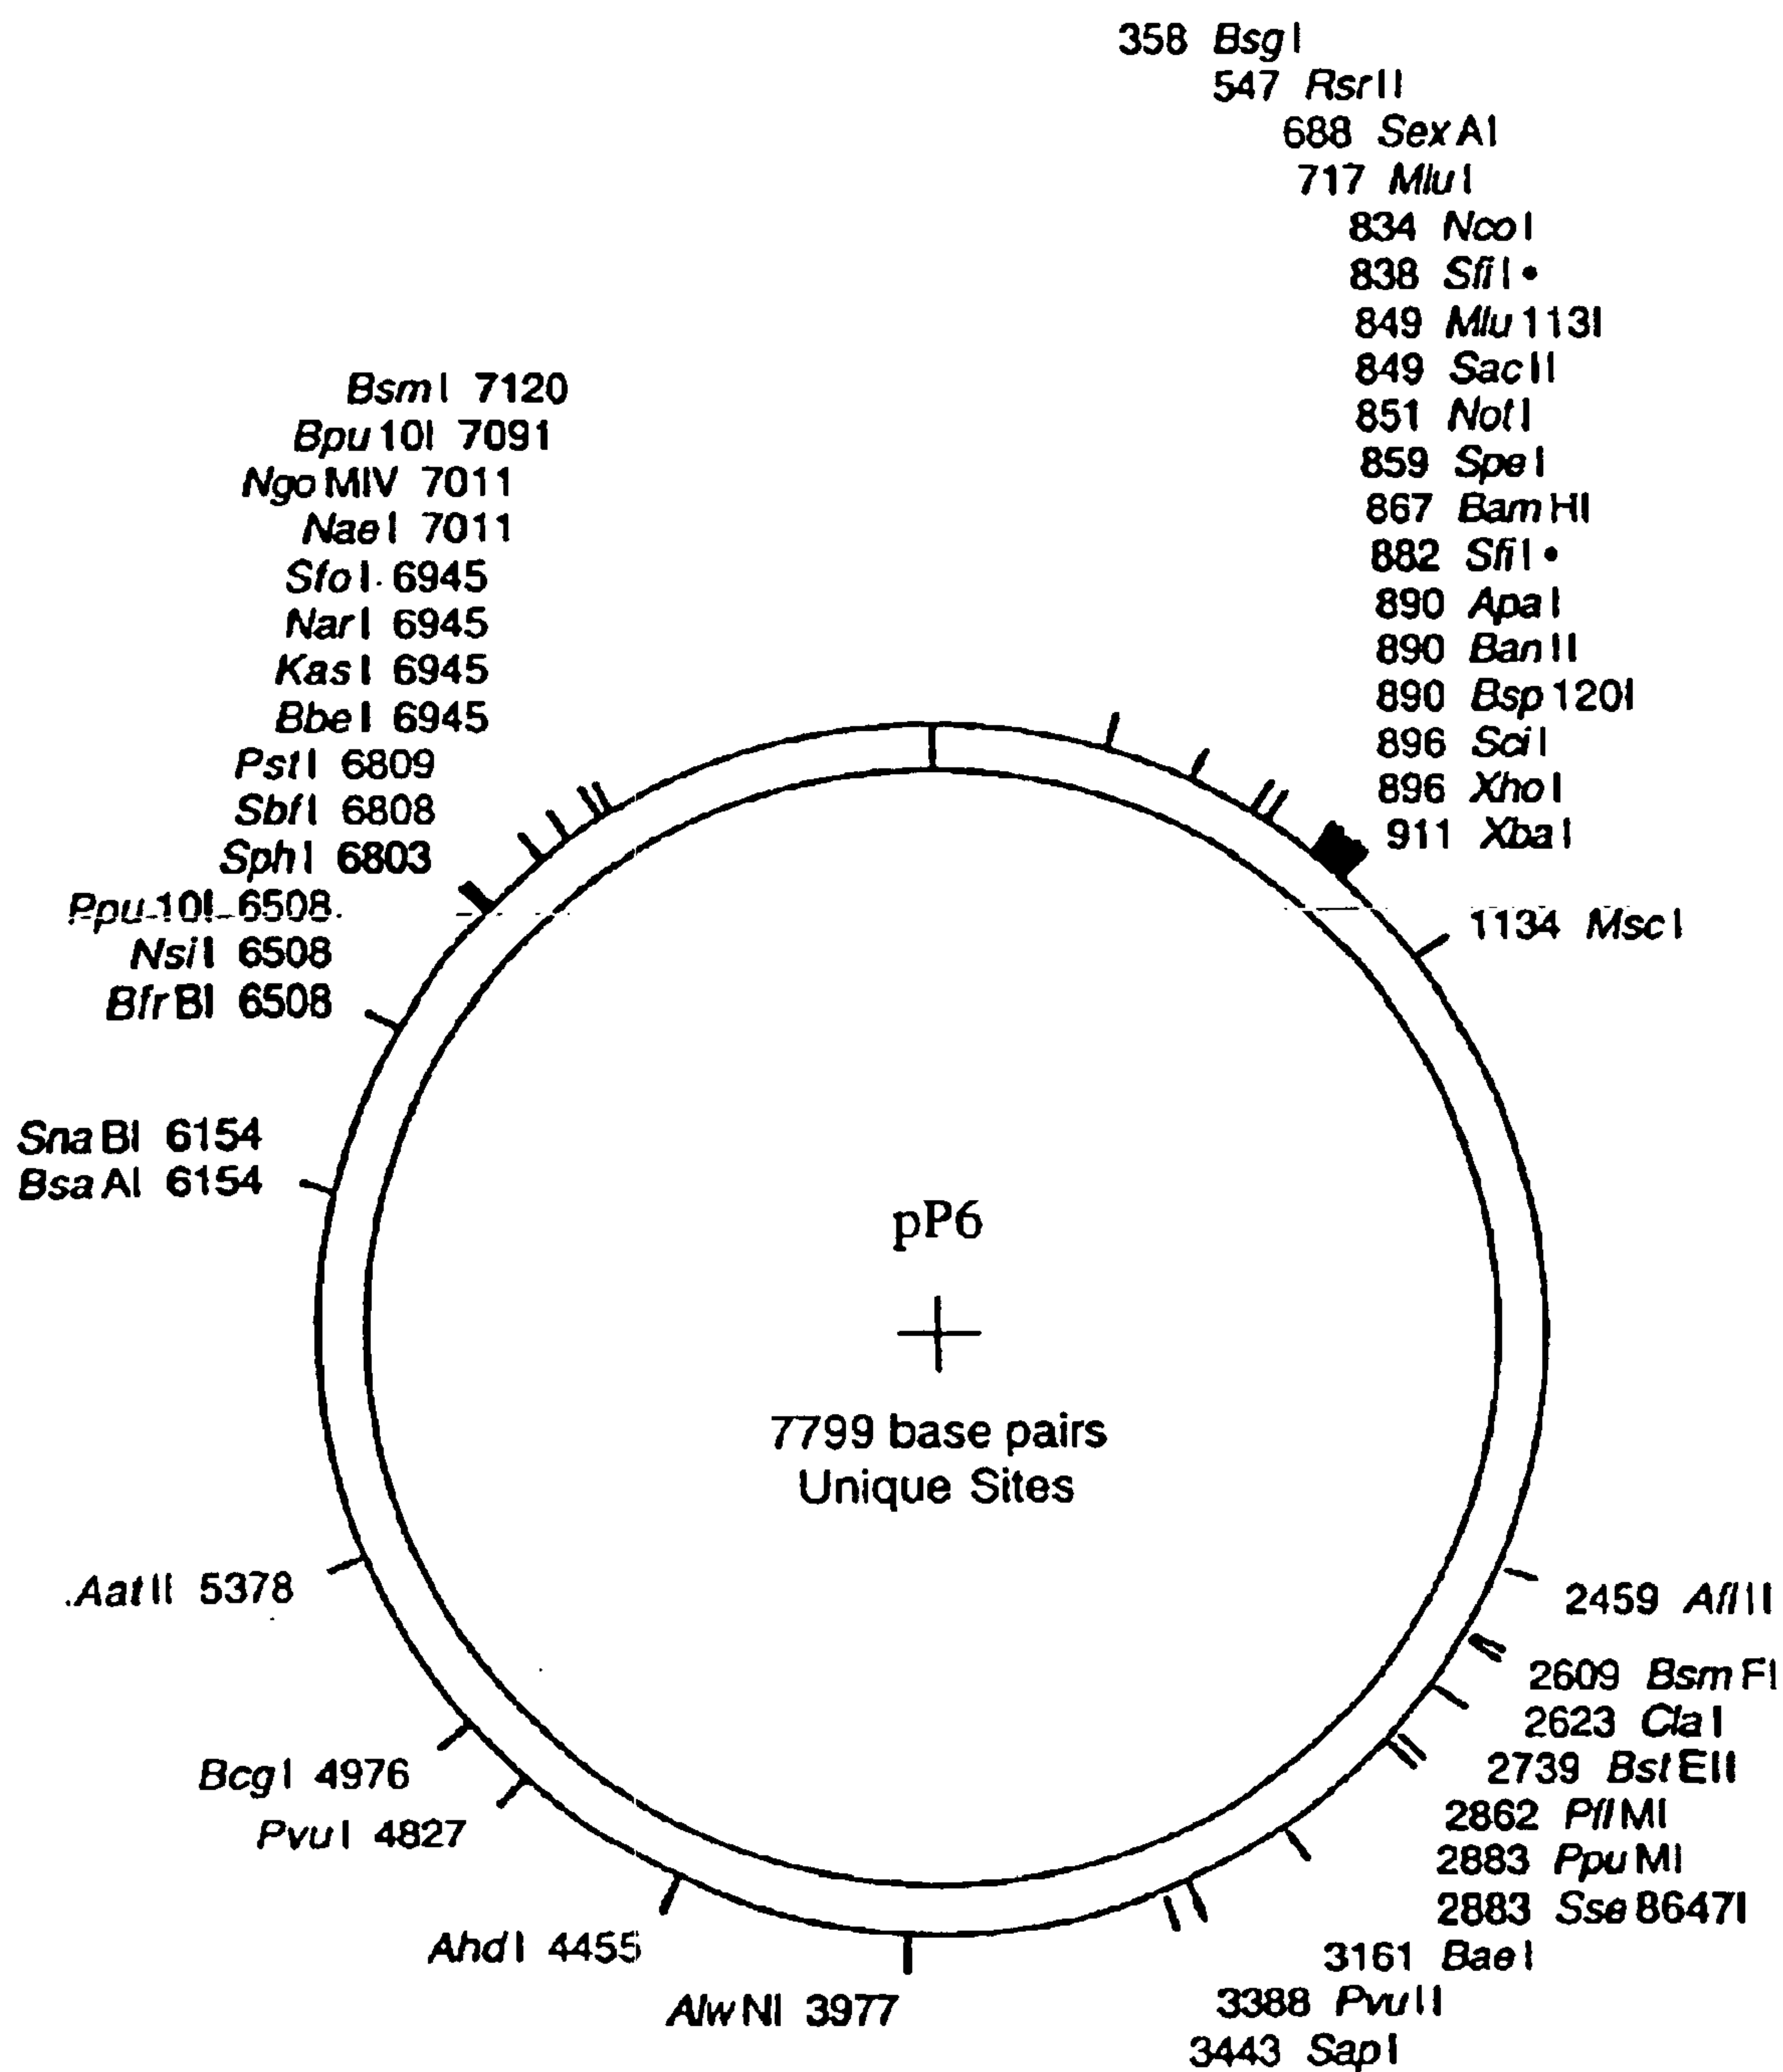 358 BsgI
547 RsrII
688 SexAI
717 MluI
834 NcoI
838 SfiI•
849 Mlu113I
849 SacII
851 NotI
859 SpeI
867 BamHI
882 SfiI•
890 ApaI
890 BanII
890 Bsp120I
896 SciI
896 XhoI
911 XbaI
1134 MscI
BsmI 7120
Bpu10I 7091
NgoMIV 7011
NaeI 7011
SfoI 6945
NarI 6945
KasI 6945
BbeI 6945
PstI 6809
SbfI 6808
SphI 6803
Ppu10I 6508
NsiI 6508
BfrBI 6508
SnaBI 6154
BsaAI 6154
pP6
7799 base pairs
Unique Sites
AatII 5378
BcgI 4976
PvuI 4827
AhdI 4455
AlwNI 3977
2459 AflII
2609 BsmFI
2623 ClaI
2739 BstEII
2862 PflMI
2883 PpuMI
2883 Sse8647I
3161 BaeI
3388 PvuII
3443 SapI